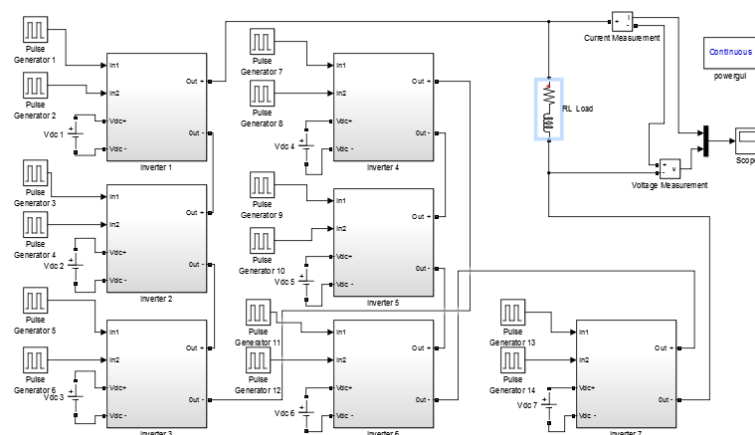 Pulse
Generator 1
Pulse
Generator 2
Vdc 1
In1
In2
Vdc+
Vdc -
Out +
Out -
Inverter 1
Pulse
Generator 3
Pulse
Generator 4
Vdc 2
In1
In2
Vdc+
Vdc -
Out +
Out -
Inverter 2
Pulse
Generator 5
Pulse
Generator 6
Vdc 3
In1
In2
Vdc+
Vdc -
Out +
Out -
Inverter 3
Pulse
Generator 7
Pulse
Generator 8
Vdc 4
In1
In2
Vdc+
Vdc -
Out +
Out -
Inverter 4
Pulse
Generator 9
Pulse
Generator 10
Vdc 5
In1
In2
Vdc+
Vdc -
Out +
Out -
Inverter 5
Pulse
Generator 11
Pulse
Generator 12
Vdc 6
In1
In2
Vdc+
Vdc -
Out +
Out -
Inverter 6
Pulse
Generator 13
Pulse
Generator 14
Vdc 7
In1
In2
Vdc+
Vdc -
Out +
Out -
Inverter 7
RL Load
+
-
i
Current Measurement
+
-
v
Voltage Measurement
Continuous
powergui
Scope